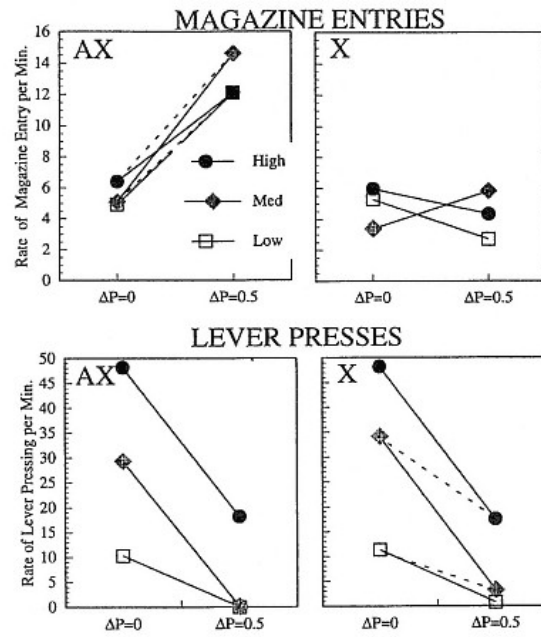 MAGAZINE ENTRIES
AX
X
Rate of Magazine Entry per Min.
16
14
12
10
8
6
4
2
0
High
Med
Low
ΔP=0
ΔP=0.5
ΔP=0
ΔP=0.5
LEVER PRESSES
AX
X
Rate of Lever Pressing per Min.
50
45
40
35
30
25
20
15
10
5
0
ΔP=0
ΔP=0.5
ΔP=0
ΔP=0.5